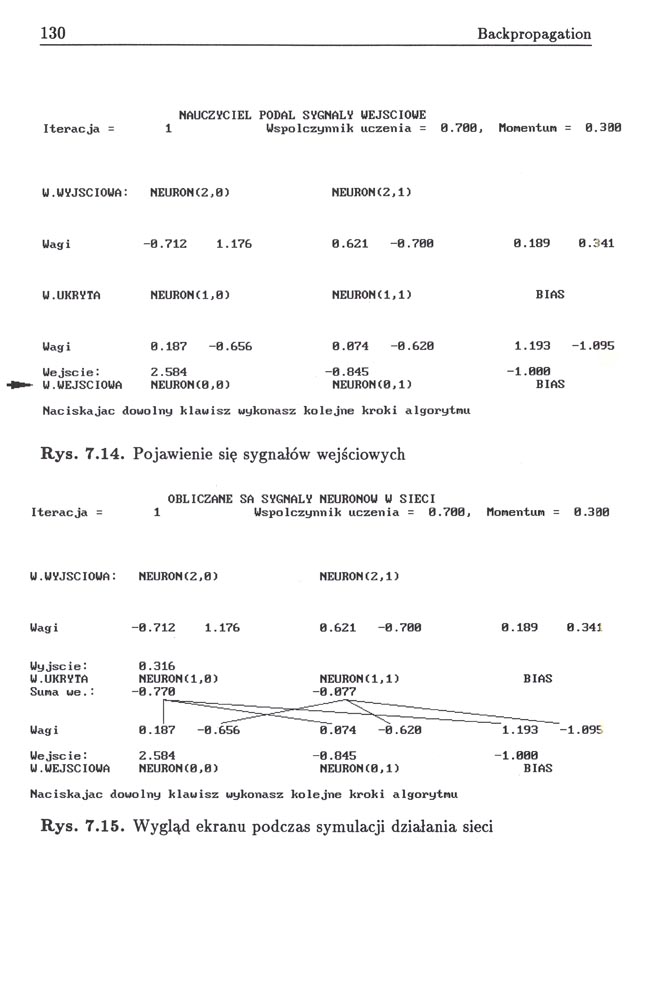 130 Backpropagation
NAUCZYCIEL PODAL SYGNALY WEJSCIOWE
Iteracja = 1 Wspolczynnik uczenia = 0.700, Momentum = 0.300
W.WYJSCIOWA: NEURON(2,0) NEURON(2,1)
Wagi -0.712 1.176 0.621 -0.700 0.189 0.341
W.UKRYTA NEURON(1,0) NEURON(1,1) BIAS
Wagi 0.187 -0.656 0.074 -0.620 1.193 -1.095
Wejscie: 2.584 -0.845 -1.000
W.WEJSCIOWA NEURON(0,0) NEURON(0,1) BIAS
Naciskajac dowolny klawisz wykonasz kolejne kroki algorytmu
Rys. 7.14. Pojawienie się sygnałów wejściowych
OBLICZANE SA SYGNALY NEURONOW W SIECI
Iteracja = 1 Wspolczynnik uczenia = 0.700, Momentum = 0.300
W.WYJSCIOWA: NEURON(2,0) NEURON(2,1)
Wagi -0.712 1.176 0.621 -0.700 0.189 0.341
Wyjscie: 0.316
W.UKRYTA NEURON(1,0) NEURON(1,1) BIAS
Suma we.: -0.770 -0.077
Wagi 0.187 -0.656 0.074 -0.620 1.193 -1.095
Wejscie: 2.584 -0.845 -1.000
W.WEJSCIOWA NEURON(0,0) NEURON(0,1) BIAS
Naciskajac dowolny klawisz wykonasz kolejne kroki algorytmu
Rys. 7.15. Wygląd ekranu podczas symulacji działania sieci